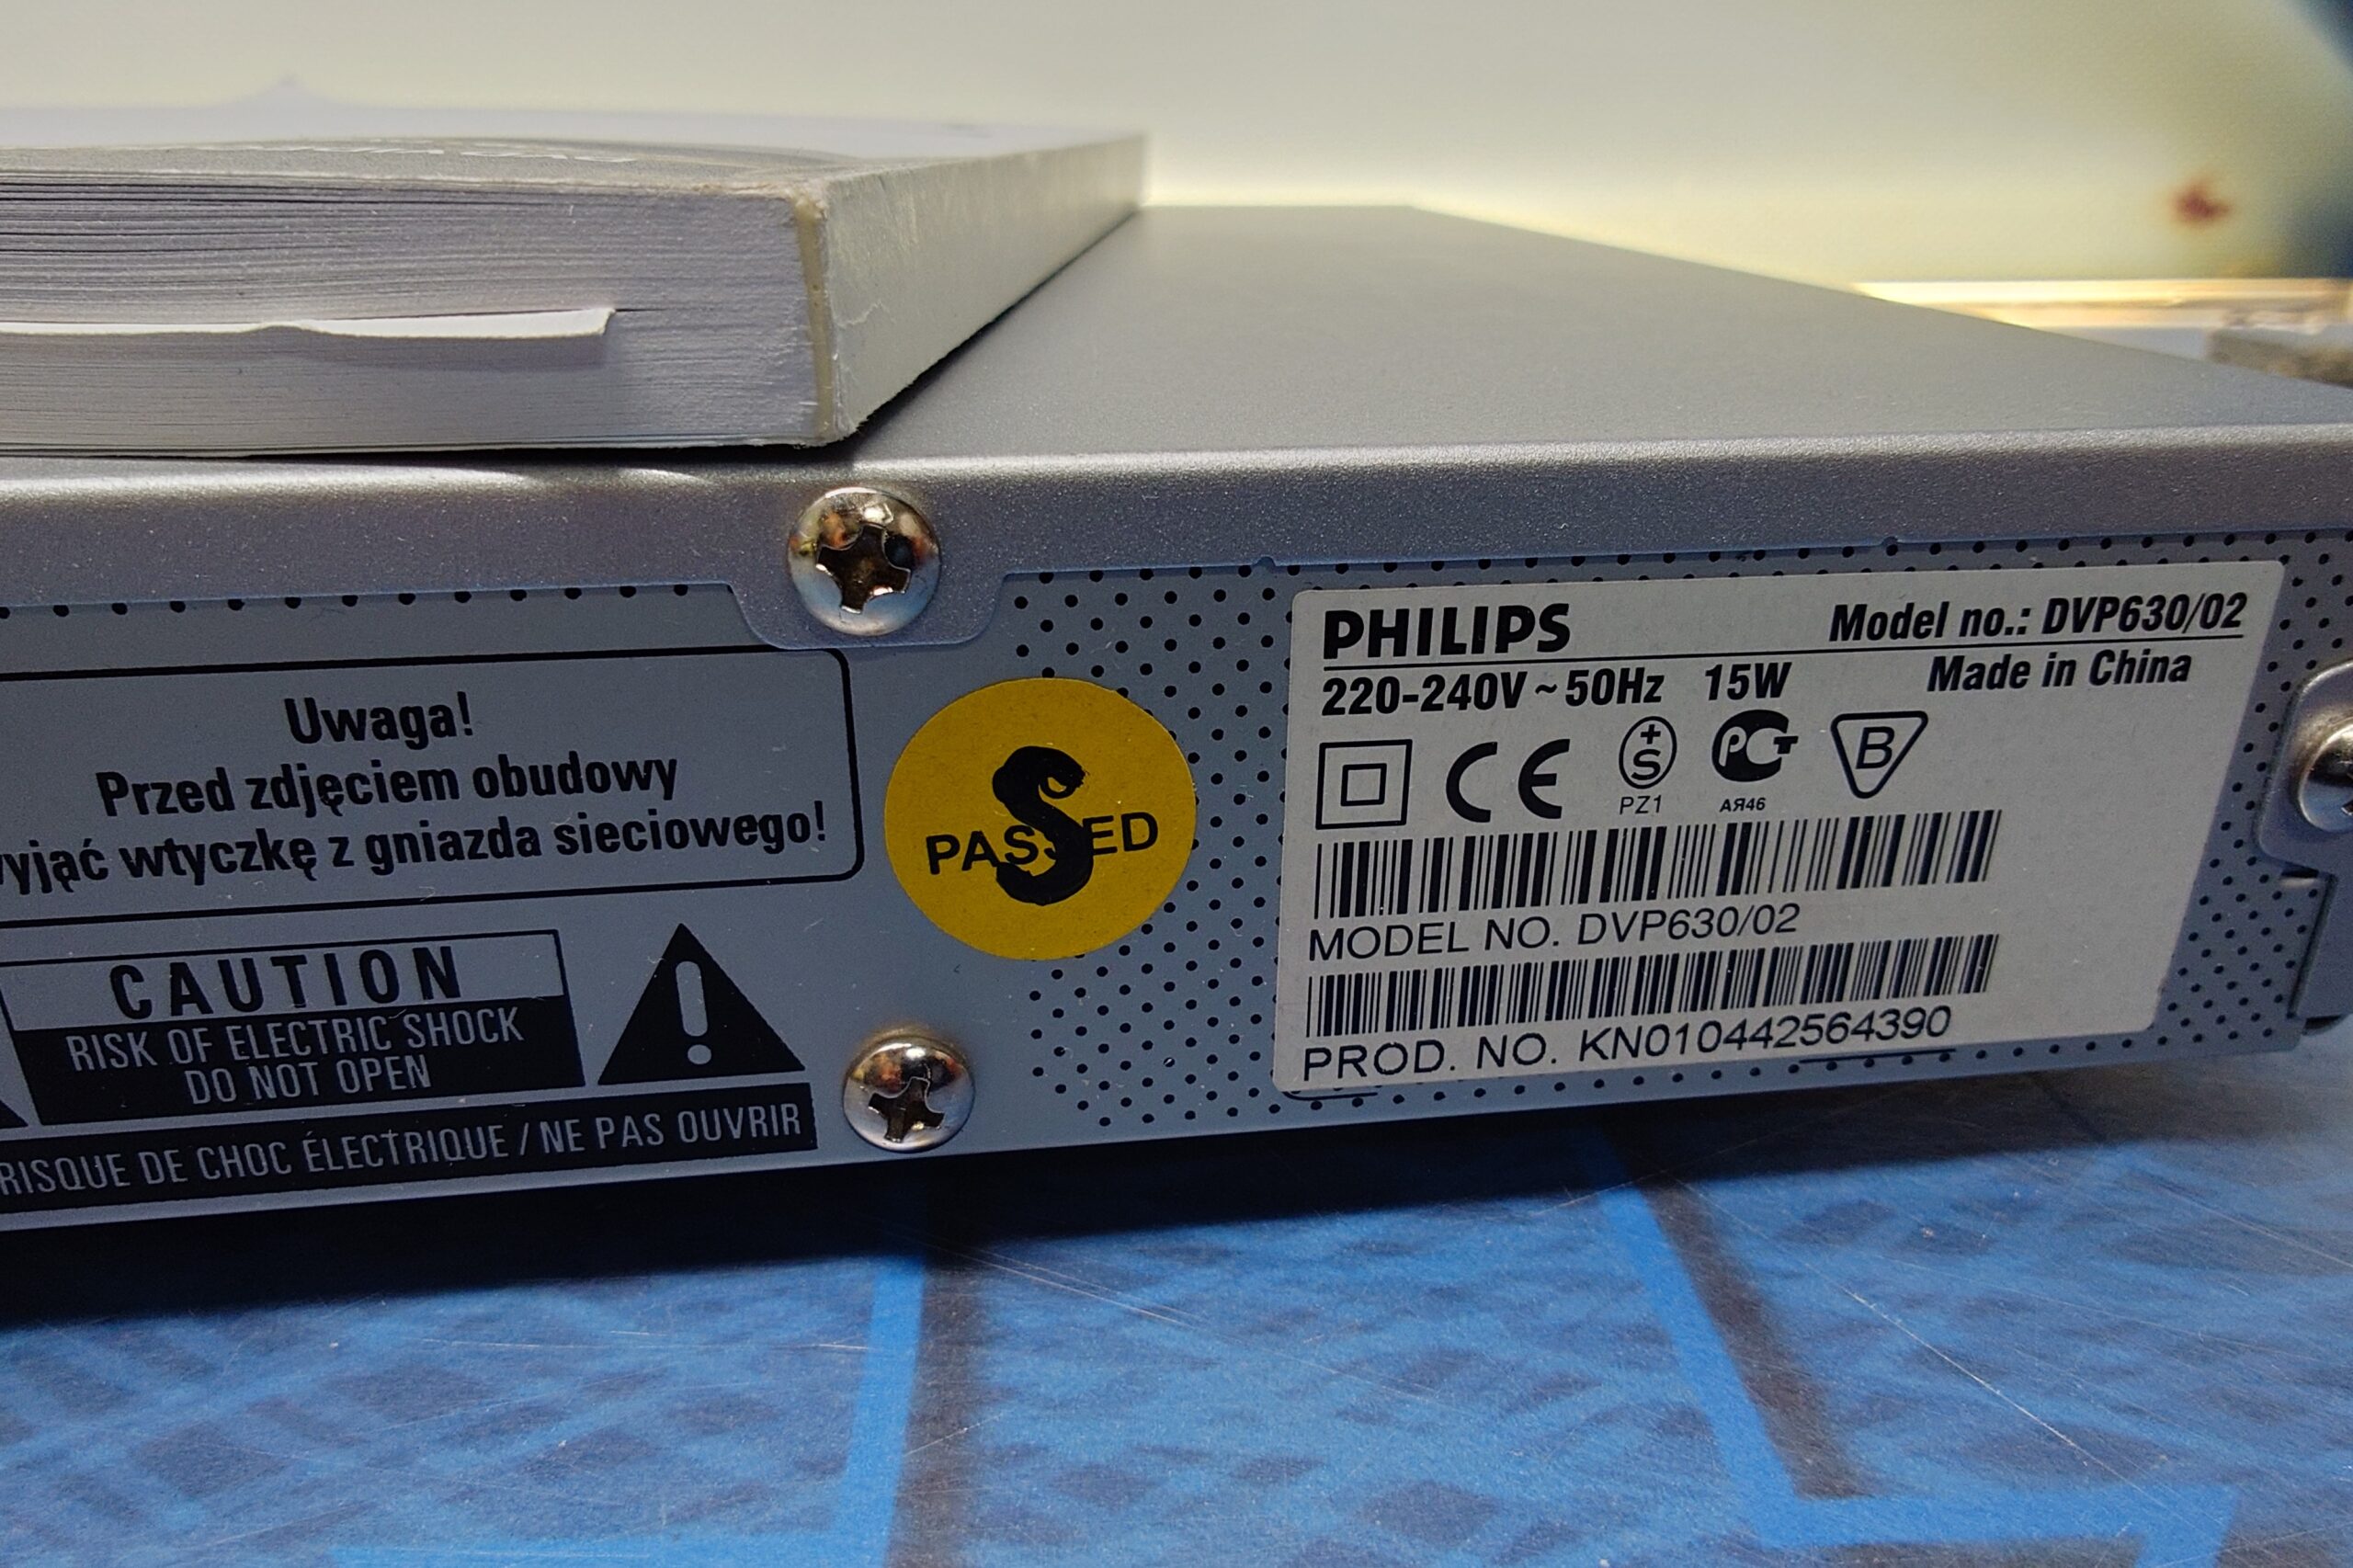 Uwaga!
Przed zdjęciem obudowy
wyjąć wtyczkę z gniazda sieciowego!
CAUTION
RISK OF ELECTRIC SHOCK
DO NOT OPEN
RISQUE DE CHOC ÉLECTRIQUE / NE PAS OUVRIR
S
PASSED
PHILIPS Model no.: DVP630/02
220-240V ~ 50Hz 15W Made in China
CE +S PCT B
PZ1 АЯ46
MODEL NO. DVP630/02
PROD. NO. KN010442564390